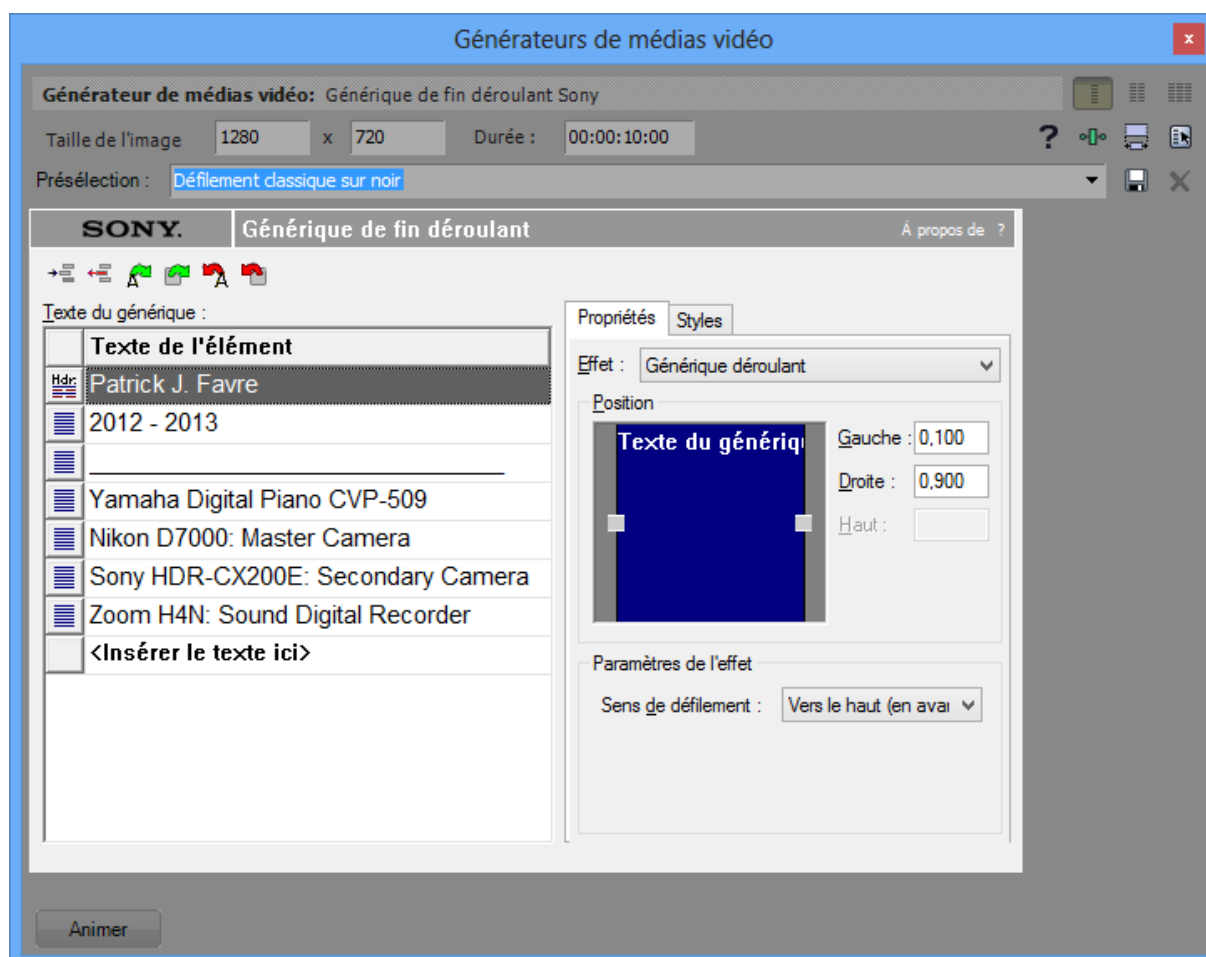 Générateurs de médias vidéo
x
Générateur de médias vidéo: Générique de fin déroulant Sony
Taille de l'image 1280 x 720 Durée : 00:00:10:00 ?
Présélection : Défilement classique sur noir
SONY. Générique de fin déroulant À propos de ?
Texte du générique :
Texte de l'élément
Hdr: Patrick J. Favre
2012 - 2013
________________________________
Yamaha Digital Piano CVP-509
Nikon D7000: Master Camera
Sony HDR-CX200E: Secondary Camera
Zoom H4N: Sound Digital Recorder
<Insérer le texte ici>
Propriétés Styles
Effet : Générique déroulant
Position
Texte du génériq
Gauche : 0,100
Droite : 0,900
Haut :
Paramètres de l'effet
Sens de défilement : Vers le haut (en avai
Animer